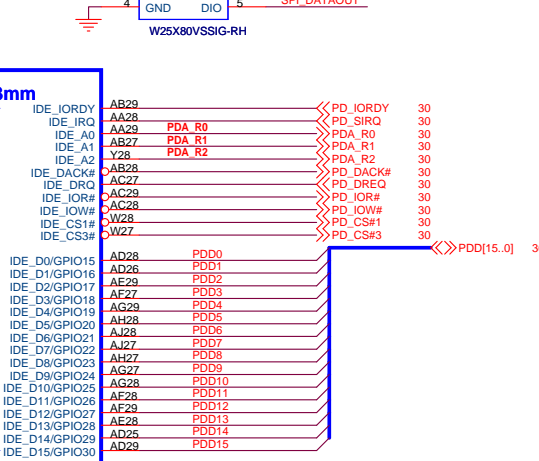 4 GND DIO 5 SPI_DATAOUT
W25X80VSSIG-RH
8mm
IDE_IORDY AB29 PD_IORDY 30
IDE_IRQ AA28 PD_SIRQ 30
IDE_A0 AA29 PDA_R0 PDA_R0 30
IDE_A1 AB27 PDA_R1 PDA_R1 30
IDE_A2 Y28 PDA_R2 PDA_R2 30
IDE_DACK# AB28 PD_DACK# 30
IDE_DRQ AC27 PD_DREQ 30
IDE_IOR# AC29 PD_IOR# 30
IDE_IOW# AC28 PD_IOW# 30
IDE_CS1# W28 PD_CS#1 30
IDE_CS3# W27 PD_CS#3 30
PDD[15..0] 3
IDE_D0/GPIO15 AD28 PDD0
IDE_D1/GPIO16 AD26 PDD1
IDE_D2/GPIO17 AE29 PDD2
IDE_D3/GPIO18 AF27 PDD3
IDE_D4/GPIO19 AG29 PDD4
IDE_D5/GPIO20 AH28 PDD5
IDE_D6/GPIO21 AJ28 PDD6
IDE_D7/GPIO22 AJ27 PDD7
IDE_D8/GPIO23 AH27 PDD8
IDE_D9/GPIO24 AG27 PDD9
IDE_D10/GPIO25 AG28 PDD10
IDE_D11/GPIO26 AF28 PDD11
IDE_D12/GPIO27 AF29 PDD12
IDE_D13/GPIO28 AE28 PDD13
IDE_D14/GPIO29 AD25 PDD14
IDE_D15/GPIO30 AD29 PDD15